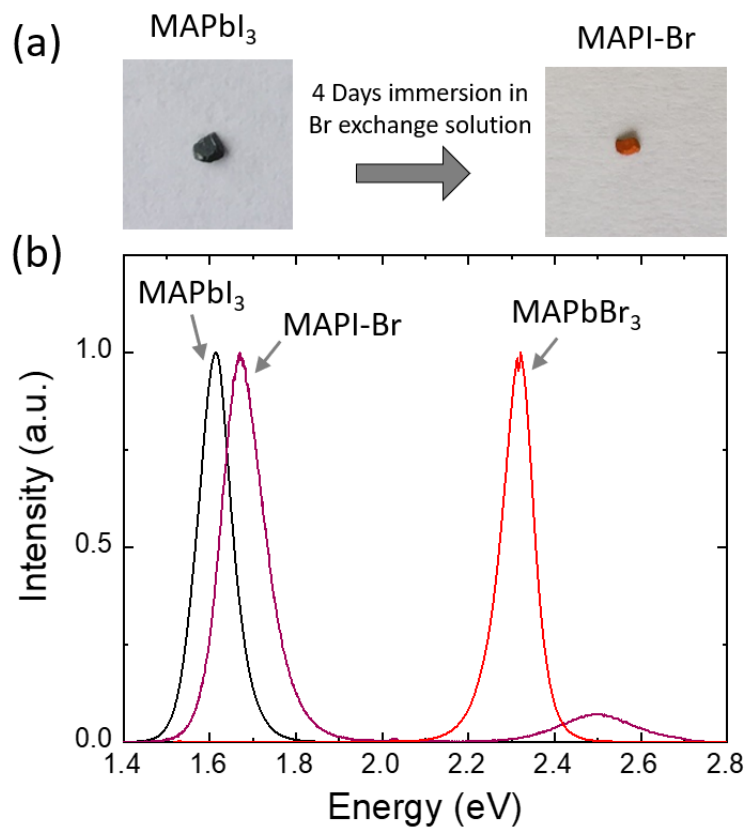 (a)
MAPbI₃
MAPI-Br
4 Days immersion in
Br exchange solution
(b)
MAPbI₃
MAPI-Br
MAPbBr₃
1.0
0.5
0.0
Intensity (a.u.)
1.4 1.6 1.8 2.0 2.2 2.4 2.6 2.8
Energy (eV)